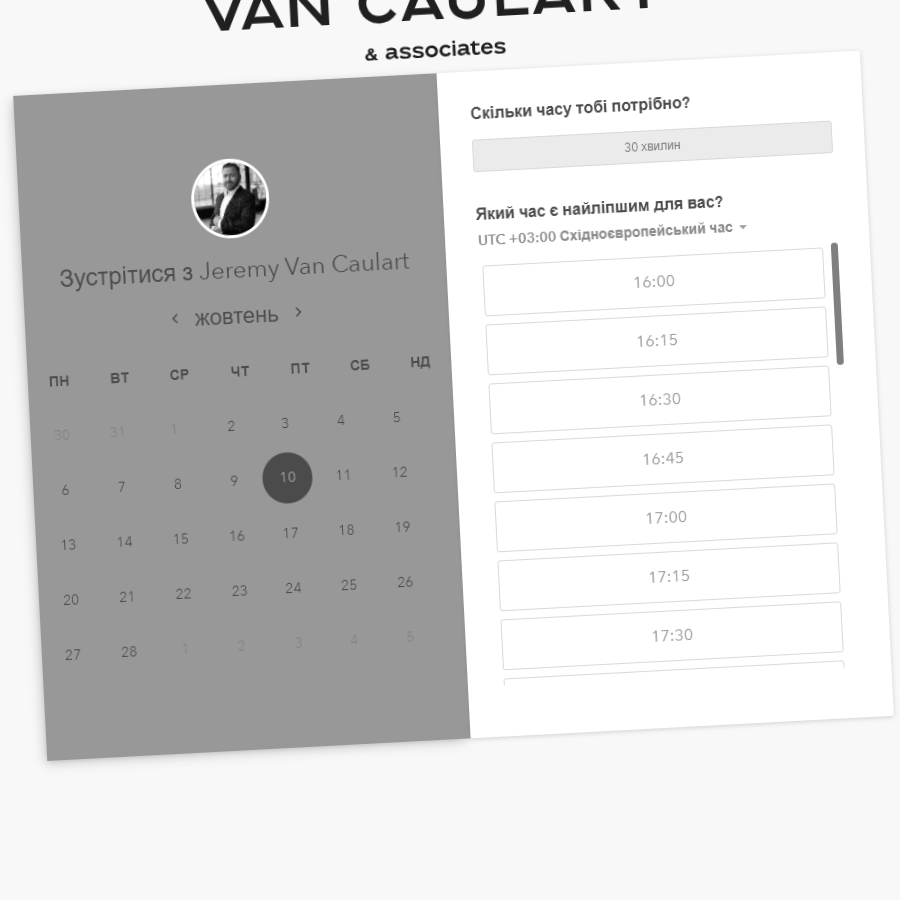 VAN CAULART
& associates
Зустрітися з Jeremy Van Caulart
‹ жовтень ›
ПН ВТ СР ЧТ ПТ СБ НД
30 31 1 2 3 4 5
6 7 8 9 10 11 12
13 14 15 16 17 18 19
20 21 22 23 24 25 26
27 28 1 2 3 4 5
Скільки часу тобі потрібно?
30 хвилин
Який час є найліпшим для вас?
UTC +03:00 Східноєвропейський час
16:00
16:15
16:30
16:45
17:00
17:15
17:30